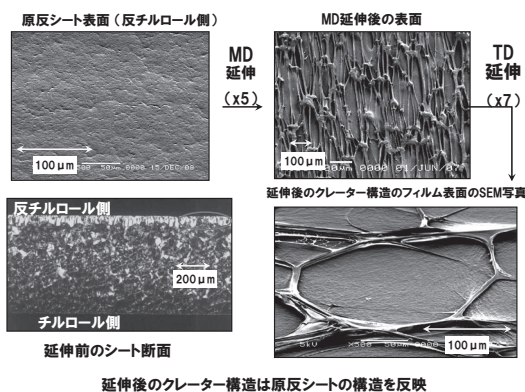 原反シート表面（反チルロール側）
MD延伸後の表面
MD
延伸
(x5)
TD
延伸
(x7)
100μm
100μm
延伸後のクレーター構造のフィルム表面のSEM写真
反チルロール側
200μm
チルロール側
延伸前のシート断面
5kV X500 50μm 0000
100μm
延伸後のクレーター構造は原反シートの構造を反映